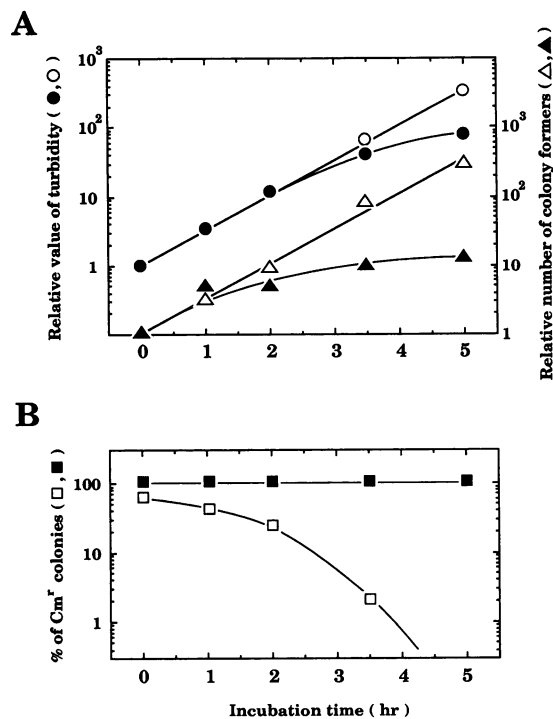 A
Relative value of turbidity ( ●,○ )
10³
10²
10
1
Relative number of colony formers ( △,▲ )
10³
10²
10
1
0 1 2 3 4 5
B
% of Cmʳ colonies ( □,■ )
100
10
1
0 1 2 3 4 5
Incubation time ( hr )